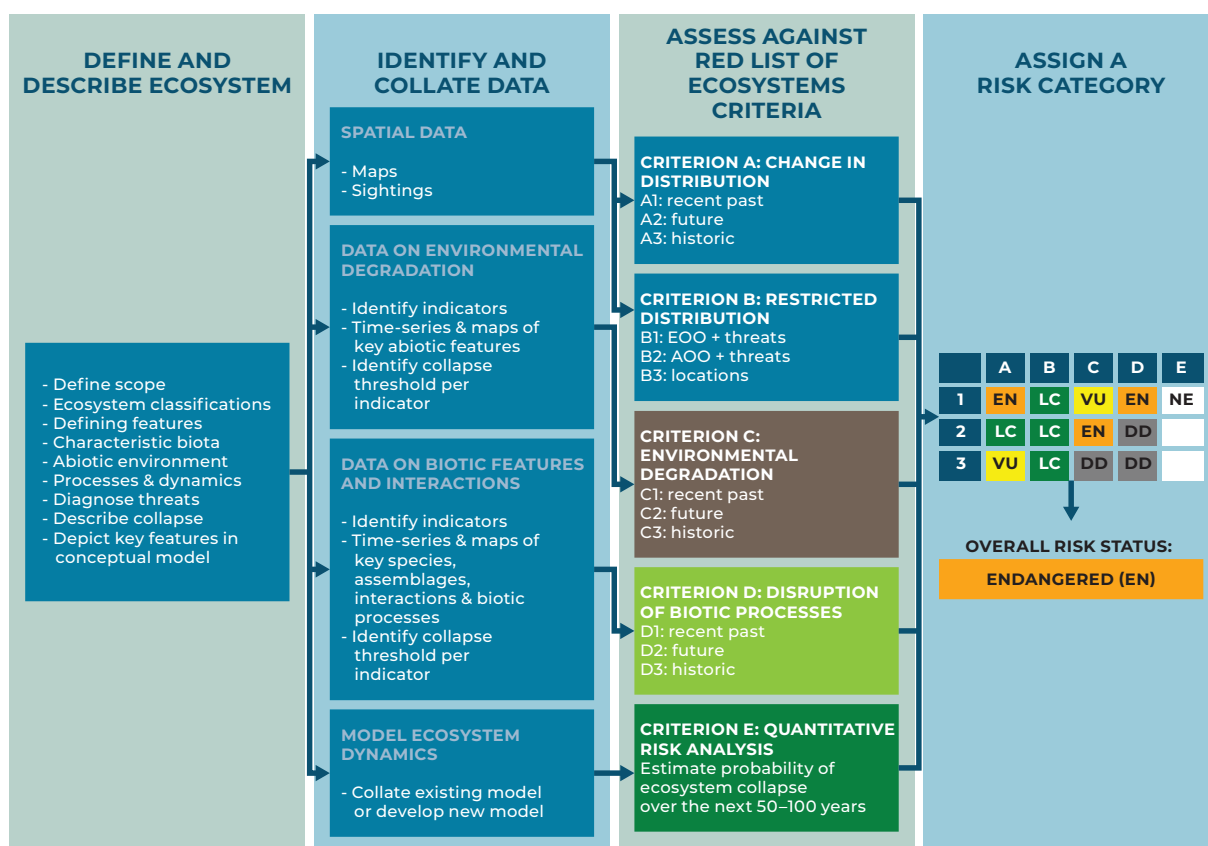 DEFINE AND
DESCRIBE ECOSYSTEM
- Define scope
- Ecosystem classifications
- Defining features
- Characteristic biota
- Abiotic environment
- Processes & dynamics
- Diagnose threats
- Describe collapse
- Depict key features in
conceptual model
IDENTIFY AND
COLLATE DATA
SPATIAL DATA
- Maps
- Sightings
DATA ON ENVIRONMENTAL
DEGRADATION
- Identify indicators
- Time-series & maps of
key abiotic features
- Identify collapse
threshold per
indicator
DATA ON BIOTIC FEATURES
AND INTERACTIONS
- Identify indicators
- Time-series & maps of
key species,
assemblages,
interactions & biotic
processes
- Identify collapse
threshold per
indicator
MODEL ECOSYSTEM
DYNAMICS
- Collate existing model
or develop new model
ASSESS AGAINST
RED LIST OF
ECOSYSTEMS
CRITERIA
CRITERION A: CHANGE IN
DISTRIBUTION
A1: recent past
A2: future
A3: historic
CRITERION B: RESTRICTED
DISTRIBUTION
B1: EOO + threats
B2: AOO + threats
B3: locations
CRITERION C:
ENVIRONMENTAL
DEGRADATION
C1: recent past
C2: future
C3: historic
CRITERION D: DISRUPTION
OF BIOTIC PROCESSES
D1: recent past
D2: future
D3: historic
CRITERION E: QUANTITATIVE
RISK ANALYSIS
Estimate probability of
ecosystem collapse
over the next 50–100 years
ASSIGN A
RISK CATEGORY
A B C D E
1 EN LC VU EN NE
2 LC LC EN DD
3 VU LC DD DD
OVERALL RISK STATUS:
ENDANGERED (EN)